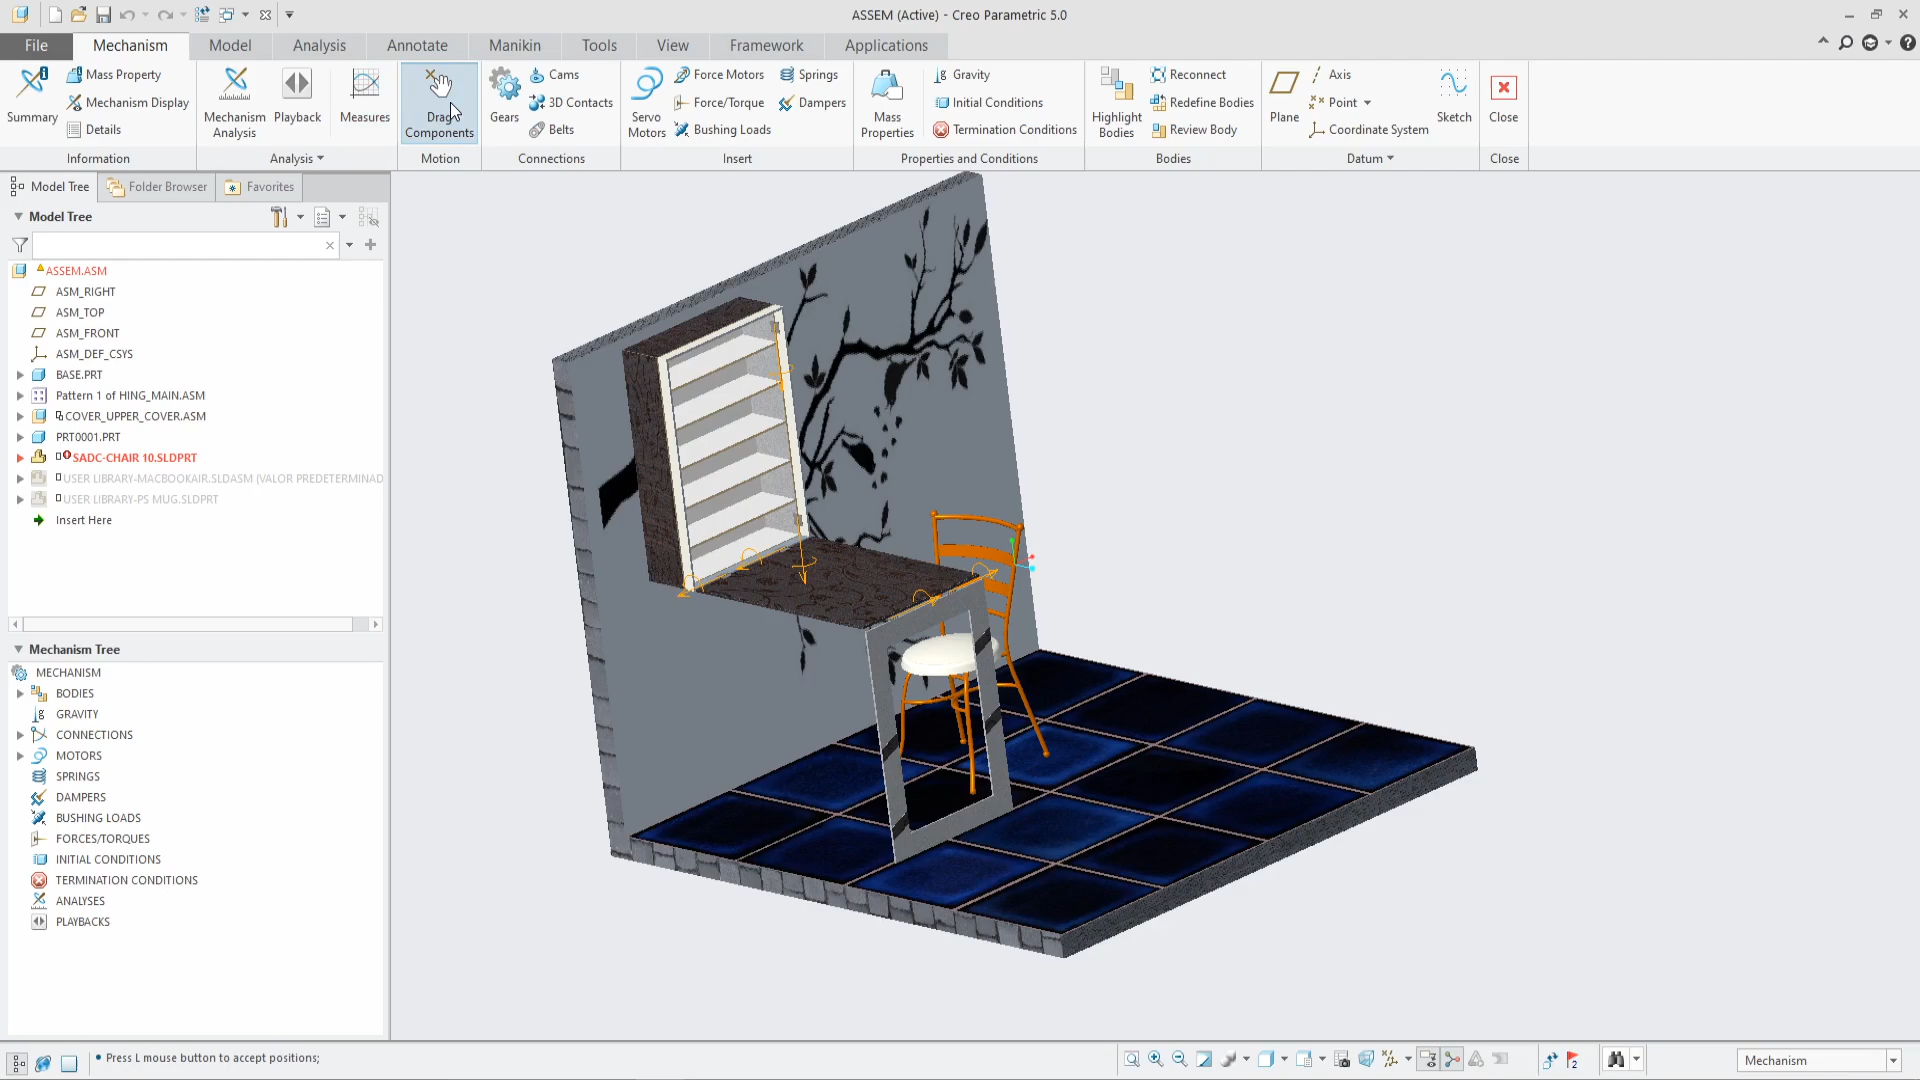 ASSEM (Active) - Creo Parametric 5.0
File
Mechanism
Model
Analysis
Annotate
Manikin
Tools
View
Framework
Applications
Summary
Mass Property
Mechanism Display
Details
Information
Mechanism
Analysis
Playback
Measures
Analysis
Drag
Components
Motion
Gears
Cams
3D Contacts
Belts
Connections
Servo
Motors
Force Motors
Force/Torque
Bushing Loads
Springs
Dampers
Insert
Mass
Properties
Gravity
Initial Conditions
Termination Conditions
Properties and Conditions
Highlight
Bodies
Reconnect
Redefine Bodies
Review Body
Bodies
Plane
Axis
Point
Coordinate System
Sketch
Datum
Close
Close
Model Tree
Folder Browser
Favorites
Model Tree
ASSEM.ASM
ASM_RIGHT
ASM_TOP
ASM_FRONT
ASM_DEF_CSYS
BASE.PRT
Pattern 1 of HING_MAIN.ASM
COVER_UPPER_COVER.ASM
PRT0001.PRT
SADC-CHAIR 10.SLDPRT
USER LIBRARY-MACBOOKAIR.SLDASM (VALOR PREDETERMINAD
USER LIBRARY-PS MUG.SLDPRT
Insert Here
Mechanism Tree
MECHANISM
BODIES
GRAVITY
CONNECTIONS
MOTORS
SPRINGS
DAMPERS
BUSHING LOADS
FORCES/TORQUES
INITIAL CONDITIONS
TERMINATION CONDITIONS
ANALYSES
PLAYBACKS
• Press L mouse button to accept positions;
2
Mechanism